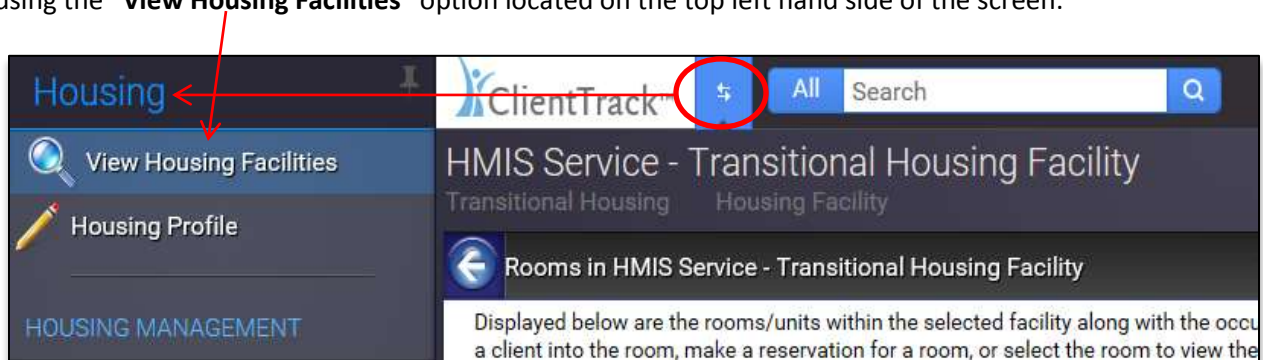 using the "View Housing Facilities" option located on the top left hand side of the screen.
Housing
View Housing Facilities
Housing Profile
HOUSING MANAGEMENT
ClientTrack™
All Search
HMIS Service - Transitional Housing Facility
Transitional Housing Housing Facility
Rooms in HMIS Service - Transitional Housing Facility
Displayed below are the rooms/units within the selected facility along with the occu
a client into the room, make a reservation for a room, or select the room to view the